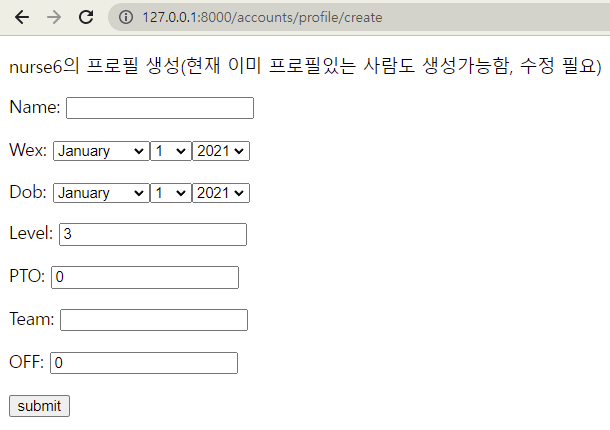 127.0.0.1:8000/accounts/profile/create
nurse6의 프로필 생성(현재 이미 프로필있는 사람도 생성가능함, 수정 필요)
Name:
Wex: January 1 2021
Dob: January 1 2021
Level: 3
PTO: 0
Team:
OFF: 0
submit